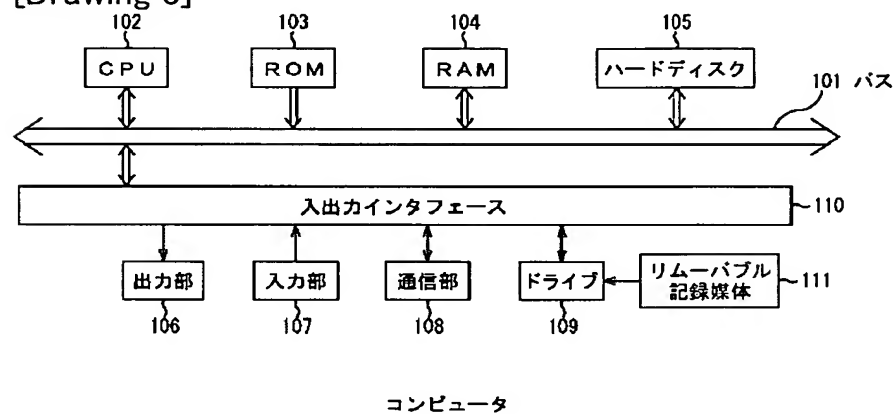 102 103 104 105
CPU ROM RAM ハードディスク
101 バス
入出力インタフェース 110
出力部 入力部 通信部 ドライブ リムーバブル 記録媒体 111
106 107 108 109
コンピュータ